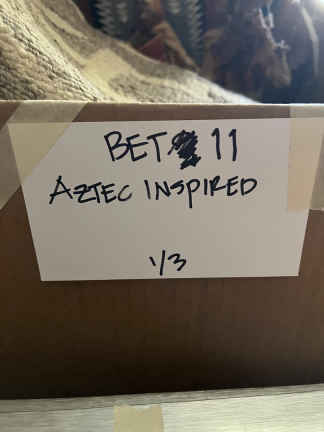 BET 11
AZTEC INSPIRED
1/3